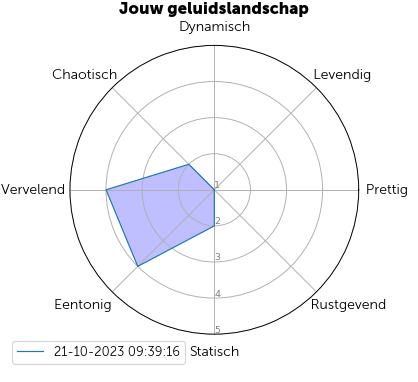 Jouw geluidslandschap
Dynamisch
Chaotisch
Levendig
Vervelend
1
Prettig
2
3
4
Eentonig
Rustgevend
5
21-10-2023 09:39:16
Statisch